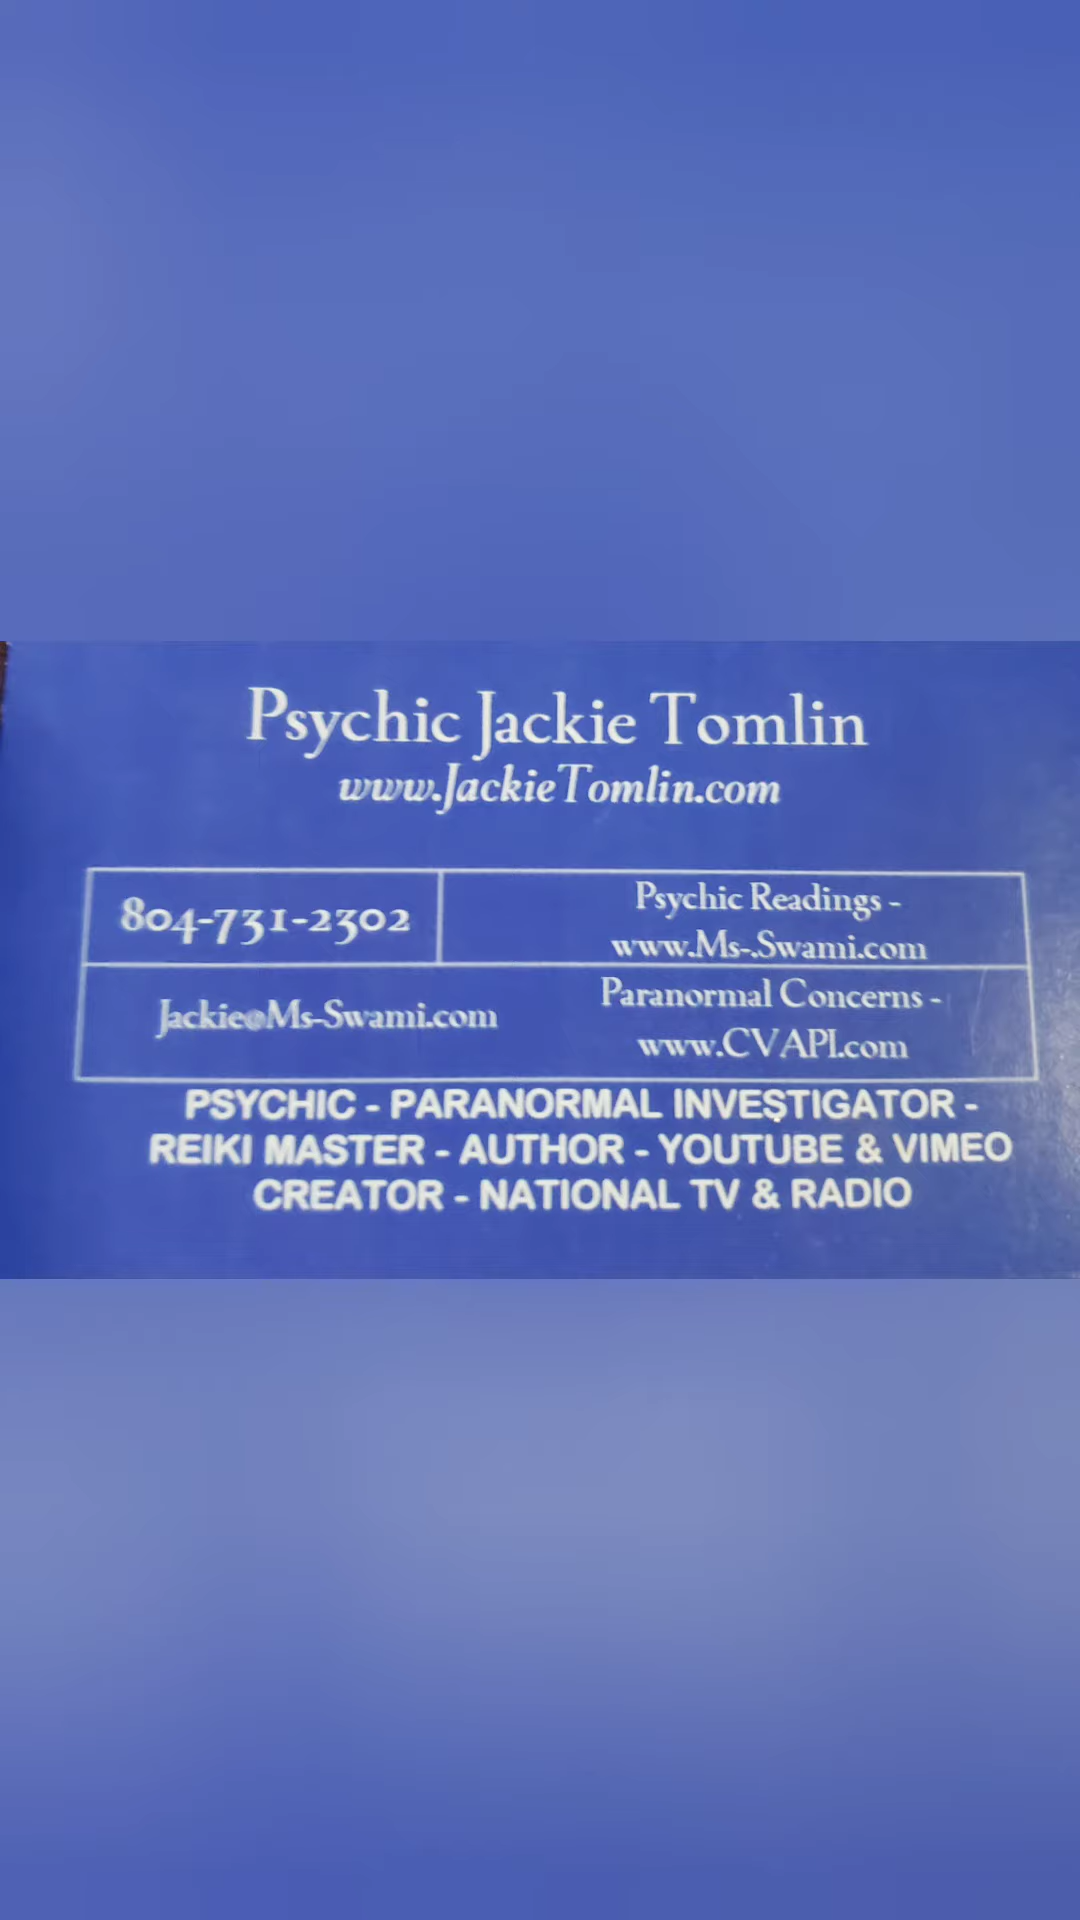 Psychic Jackie Tomlin
www.JackieTomlin.com
804-731-2302
Psychic Readings -
www.Ms-.Swami.com
Jackie@Ms-Swami.com
Paranormal Concerns -
www.CVAPI.com
PSYCHIC - PARANORMAL INVESTIGATOR -
REIKI MASTER - AUTHOR - YOUTUBE & VIMEO
CREATOR - NATIONAL TV & RADIO